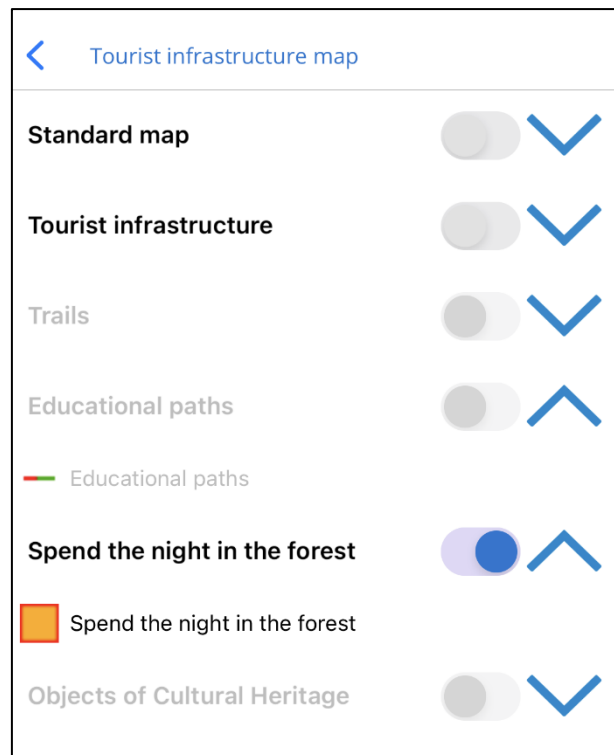 Tourist infrastructure map
Standard map
Tourist infrastructure
Trails
Educational paths
Educational paths
Spend the night in the forest
Spend the night in the forest
Objects of Cultural Heritage